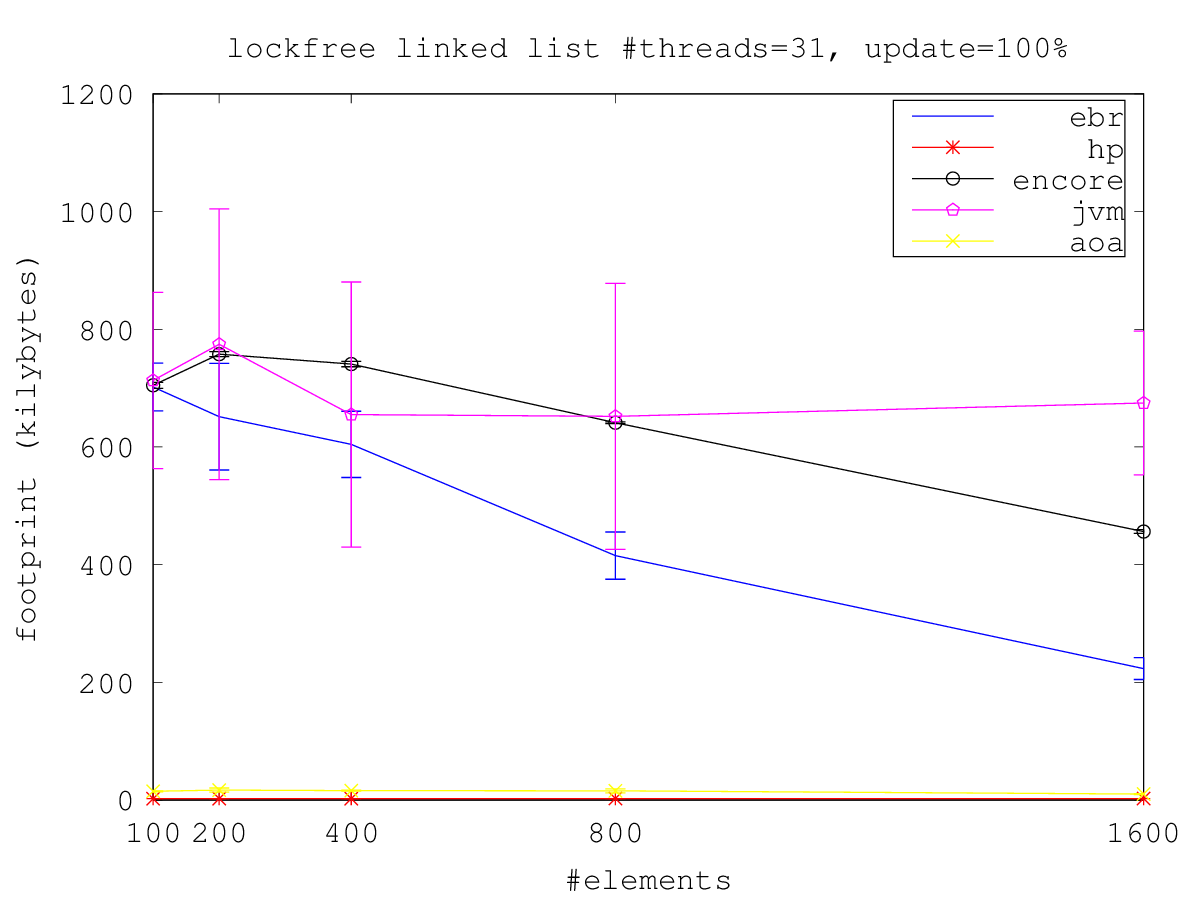 lockfree linked list #threads=31, update=100%
1200
1000
800
600
400
200
0
footprint (kilybytes)
ebr
hp
encore
jvm
aoa
100 200 400 800 1600
#elements